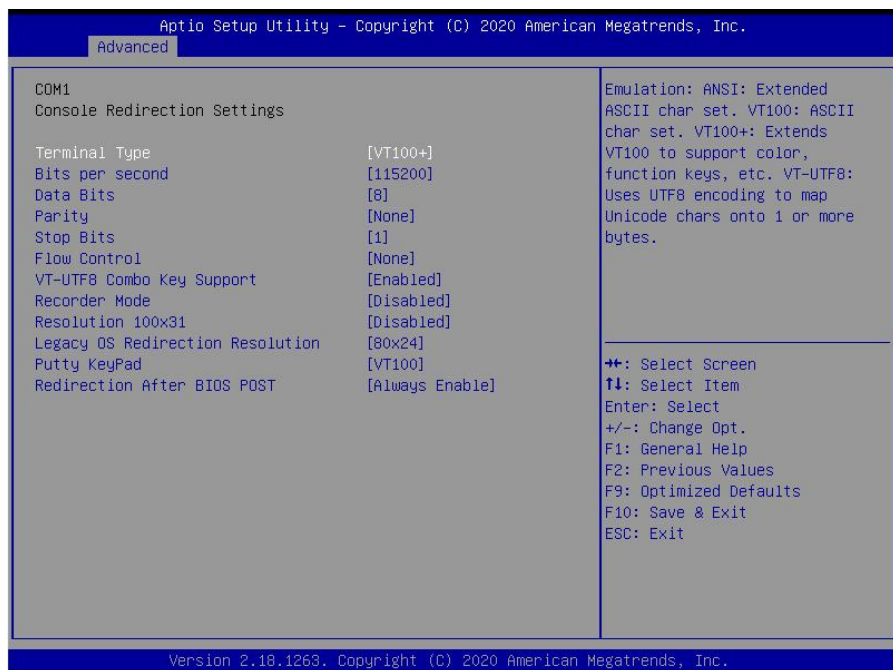 Aptio Setup Utility – Copyright (C) 2020 American Megatrends, Inc.
Advanced
COM1
Console Redirection Settings
Terminal Type [VT100+]
Bits per second [115200]
Data Bits [8]
Parity [None]
Stop Bits [1]
Flow Control [None]
VT-UTF8 Combo Key Support [Enabled]
Recorder Mode [Disabled]
Resolution 100x31 [Disabled]
Legacy OS Redirection Resolution [80x24]
Putty KeyPad [VT100]
Redirection After BIOS POST [Always Enable]
Emulation: ANSI: Extended
ASCII char set. VT100: ASCII
char set. VT100+: Extends
VT100 to support color,
function keys, etc. VT-UTF8:
Uses UTF8 encoding to map
Unicode chars onto 1 or more
bytes.
→←: Select Screen
↑↓: Select Item
Enter: Select
+/-: Change Opt.
F1: General Help
F2: Previous Values
F9: Optimized Defaults
F10: Save & Exit
ESC: Exit
Version 2.18.1263. Copyright (C) 2020 American Megatrends, Inc.